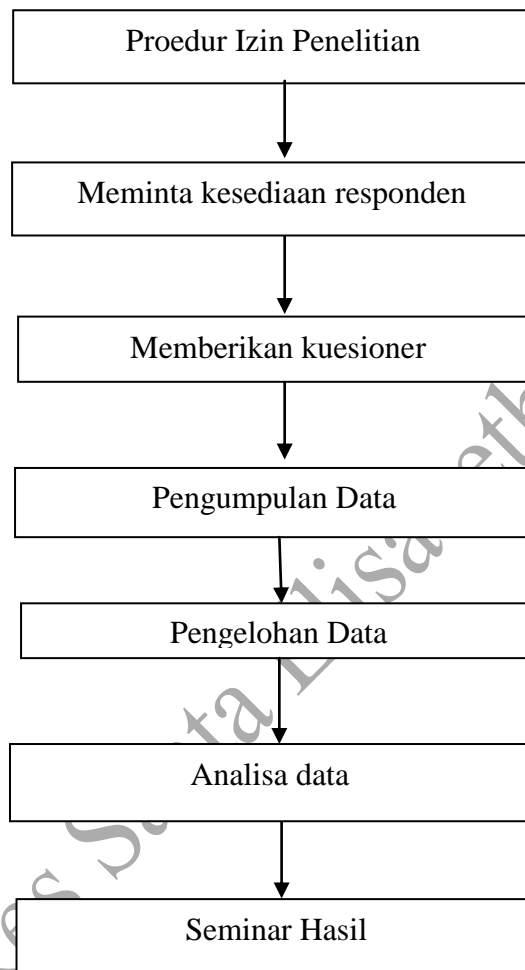 Proedur Izin Penelitian
Meminta kesediaan responden
Memberikan kuesioner
Pengumpulan Data
Pengelohan Data
Analisa data
Seminar Hasil